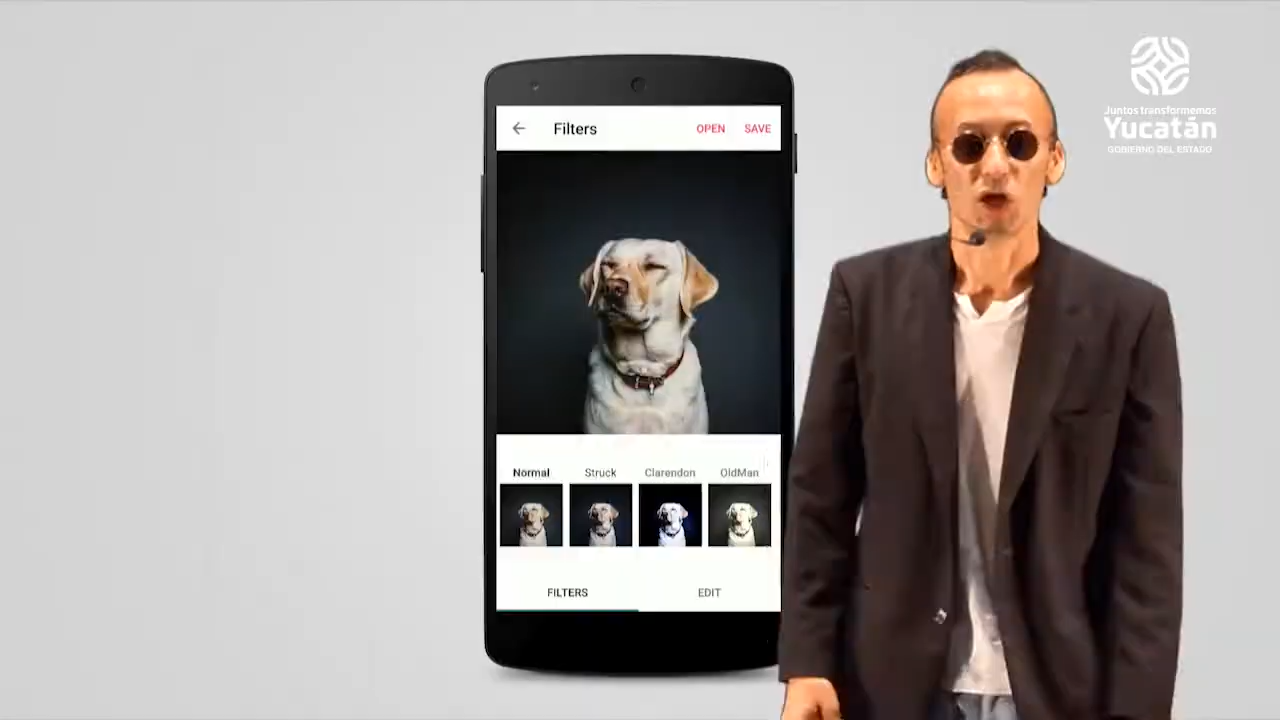 Filters OPEN SAVE
Normal Struck Clarendon OldMan
FILTERS EDIT
Juntos transformemos
Yucatán
GOBIERNO DEL ESTADO